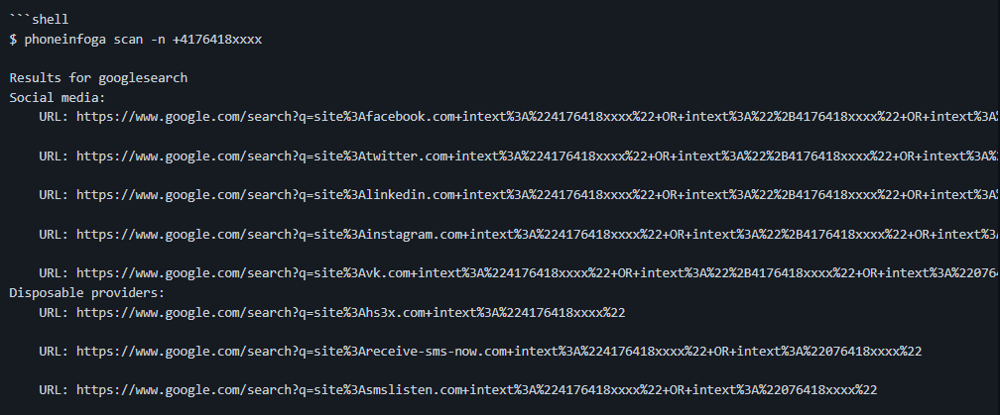 ```shell
$ phoneinfoga scan -n +4176418xxxx
Results for googlesearch
Social media:
URL: https://www.google.com/search?q=site%3Afacebook.com+intext%3A%224176418xxxx%22+OR+intext%3A%22%2B4176418xxxx%22+OR+intext%3A%
URL: https://www.google.com/search?q=site%3Atwitter.com+intext%3A%224176418xxxx%22+OR+intext%3A%22%2B4176418xxxx%22+OR+intext%3A%2
URL: https://www.google.com/search?q=site%3Alinkedin.com+intext%3A%224176418xxxx%22+OR+intext%3A%22%2B4176418xxxx%22+OR+intext%3A%
URL: https://www.google.com/search?q=site%3Ainstagram.com+intext%3A%224176418xxxx%22+OR+intext%3A%22%2B4176418xxxx%22+OR+intext%3
URL: https://www.google.com/search?q=site%3Avk.com+intext%3A%224176418xxxx%22+OR+intext%3A%22%2B4176418xxxx%22+OR+intext%3A%22076
Disposable providers:
URL: https://www.google.com/search?q=site%3Ahs3x.com+intext%3A%224176418xxxx%22
URL: https://www.google.com/search?q=site%3Areceive-sms-now.com+intext%3A%224176418xxxx%22+OR+intext%3A%22076418xxxx%22
URL: https://www.google.com/search?q=site%3Asmslisten.com+intext%3A%224176418xxxx%22+OR+intext%3A%22076418xxxx%22